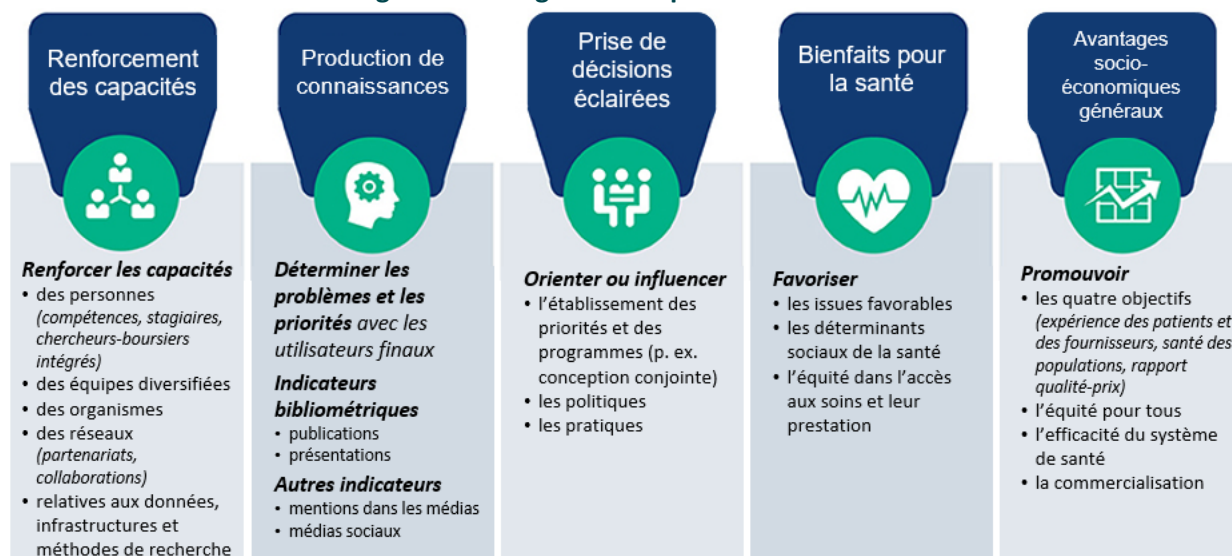 Renforcement
des capacités
Renforcer les capacités
• des personnes
(compétences, stagiaires,
chercheurs-boursiers
intégrés)
• des équipes diversifiées
• des organismes
• des réseaux
(partenariats,
collaborations)
• relatives aux données,
infrastructures et
méthodes de recherche
Production de
connaissances
Déterminer les
problèmes et les
priorités avec les
utilisateurs finaux
Indicateurs
bibliométriques
• publications
• présentations
Autres indicateurs
• mentions dans les médias
• médias sociaux
Prise de
décisions
éclairées
Orienter ou influencer
• l’établissement des
priorités et des
programmes (p. ex.
conception conjointe)
• les politiques
• les pratiques
Bienfaits pour
la santé
Favoriser
• les issues favorables
• les déterminants
sociaux de la santé
• l’équité dans l’accès
aux soins et leur
prestation
Avantages
socio-
économiques
généraux
Promouvoir
• les quatre objectifs
(expérience des patients et
des fournisseurs, santé des
populations, rapport
qualité-prix)
• l’équité pour tous
• l’efficacité du système
de santé
• la commercialisation